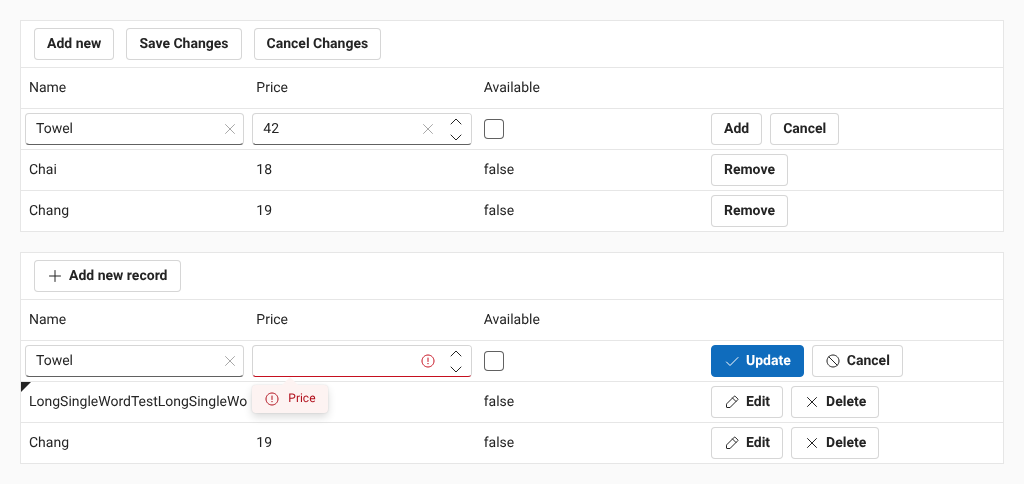 Add new Save Changes Cancel Changes
Name Price Available
Towel 42 Add Cancel
Chai 18 false Remove
Chang 19 false Remove
Add new record
Name Price Available
Towel Update Cancel
LongSingleWordTestLongSingleWo Price false Edit Delete
Chang 19 false Edit Delete